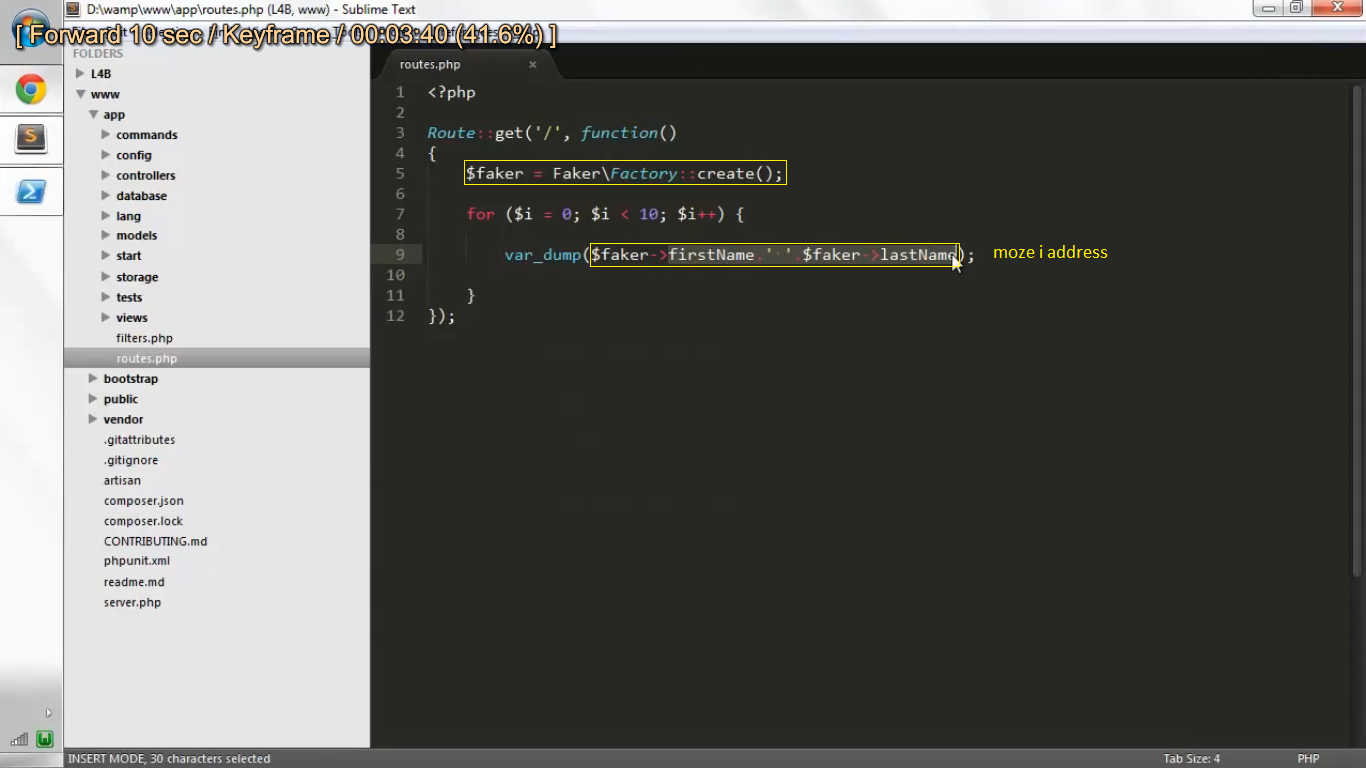 D:\wamp\www\app\routes.php (L4B, www) - Sublime Text
[ Forward 10 sec / Keyframe / 00:03:40 (41.6%) ]
FOLDERS
L4B
www
app
commands
config
controllers
database
lang
models
start
storage
tests
views
filters.php
routes.php
bootstrap
public
vendor
.gitattributes
.gitignore
artisan
composer.json
composer.lock
CONTRIBUTING.md
phpunit.xml
readme.md
server.php
routes.php ×
1 <?php
2
3 Route::get('/', function()
4 {
5 $faker = Faker\Factory::create();
6
7 for ($i = 0; $i < 10; $i++) {
8
9 var_dump($faker->firstName.' '.$faker->lastName); moze i address
10
11 }
12 });
INSERT MODE, 30 characters selected
Tab Size: 4
PHP